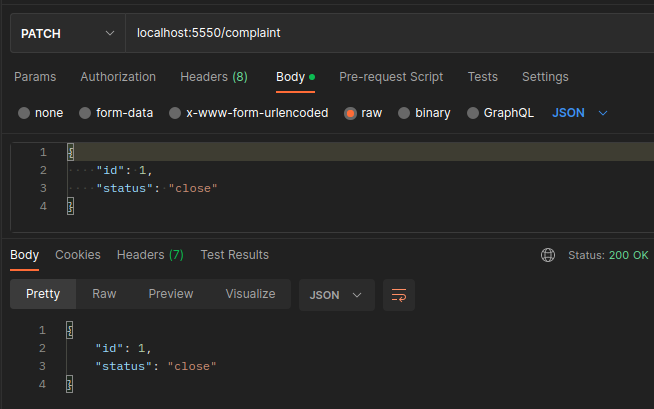 PATCH localhost:5550/complaint
Params Authorization Headers (8) Body Pre-request Script Tests Settings
none form-data x-www-form-urlencoded raw binary GraphQL JSON
1 {
2 "id": 1,
3 "status": "close"
4 }
Body Cookies Headers (7) Test Results Status: 200 OK
Pretty Raw Preview Visualize JSON
1 {
2 "id": 1,
3 "status": "close"
4 }